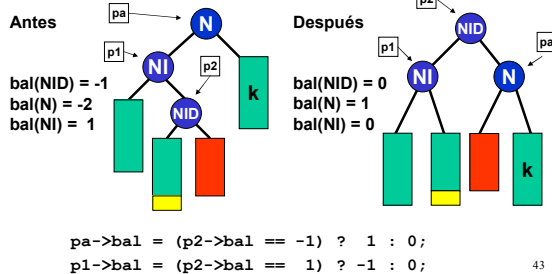 Antes
pa
N
p1
NI
p2
NID
k
bal(NID) = -1
bal(N) = -2
bal(NI) = 1
Después
p2
NID
p1
NI
N
pa
k
bal(NID) = 0
bal(N) = 1
bal(NI) = 0
pa->bal = (p2->bal == -1) ? 1 : 0;
p1->bal = (p2->bal == 1) ? -1 : 0;
43